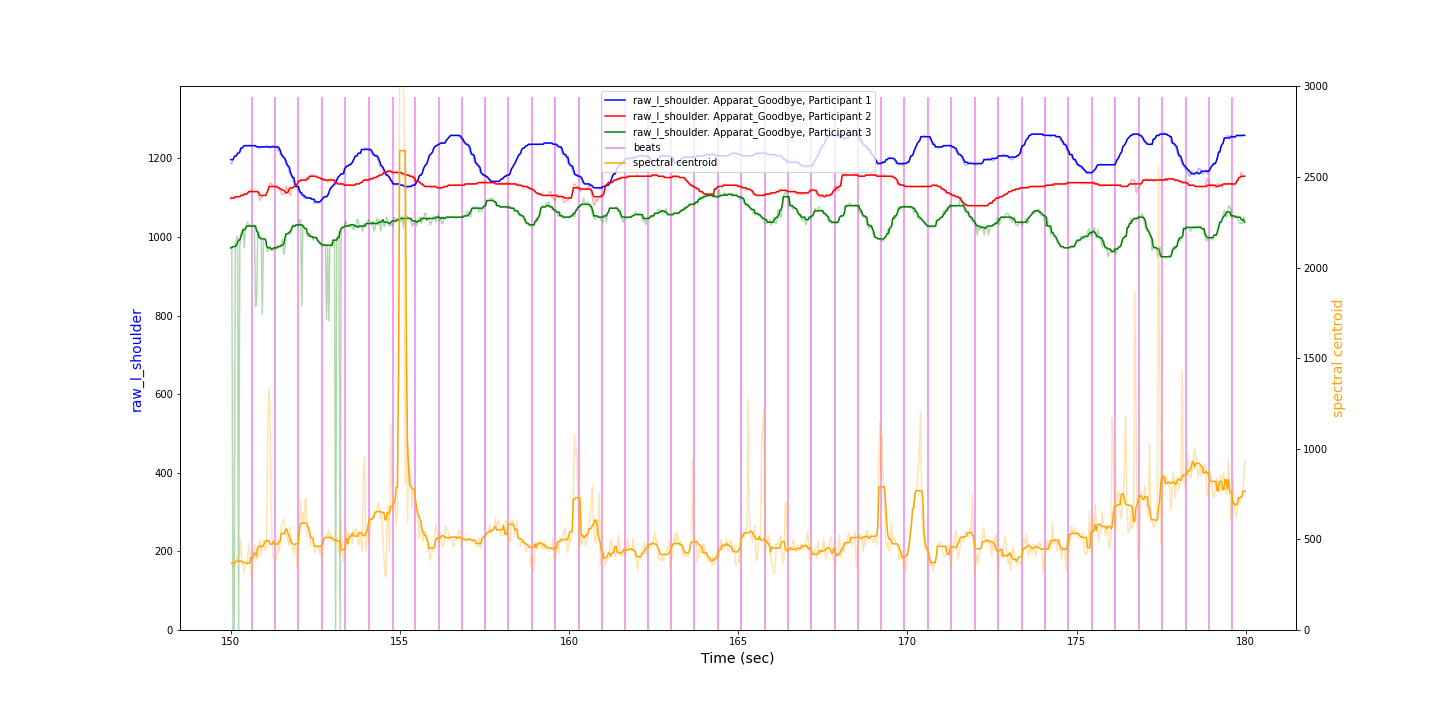 raw_l_shoulder. Apparat_Goodbye, Participant 1
raw_l_shoulder. Apparat_Goodbye, Participant 2
raw_l_shoulder. Apparat_Goodbye, Participant 3
beats
spectral centroid
1200
1000
800
600
400
200
0
raw_l_shoulder
3000
2500
2000
1500
1000
500
0
spectral centroid
150
155
160
165
170
175
180
Time (sec)